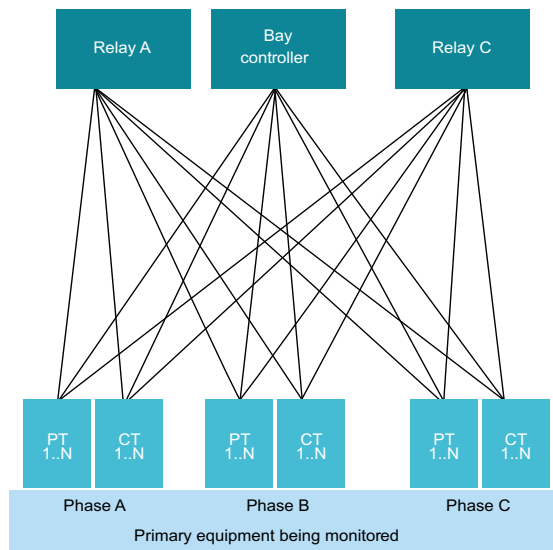 Relay A
Bay
controller
Relay C
PT
1..N
CT
1..N
PT
1..N
CT
1..N
PT
1..N
CT
1..N
Phase A
Phase B
Phase C
Primary equipment being monitored